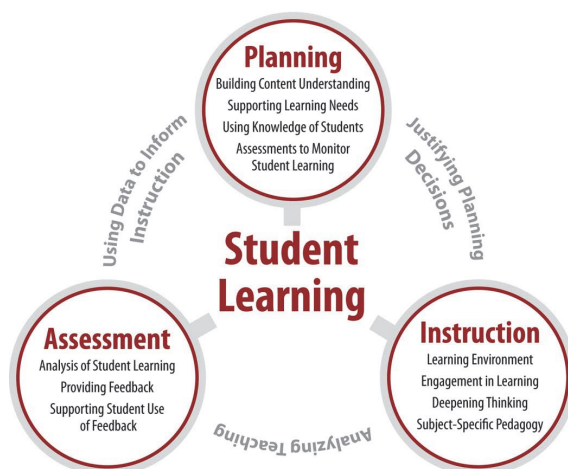 Planning
Building Content Understanding
Supporting Learning Needs
Using Knowledge of Students
Assessments to Monitor
Student Learning
Using Data to Inform
Instruction
Justifying Planning
Decisions
Student
Learning
Assessment
Analysis of Student Learning
Providing Feedback
Supporting Student Use
of Feedback
Instruction
Learning Environment
Engagement in Learning
Deepening Thinking
Subject-Specific Pedagogy
Analyzing Teaching